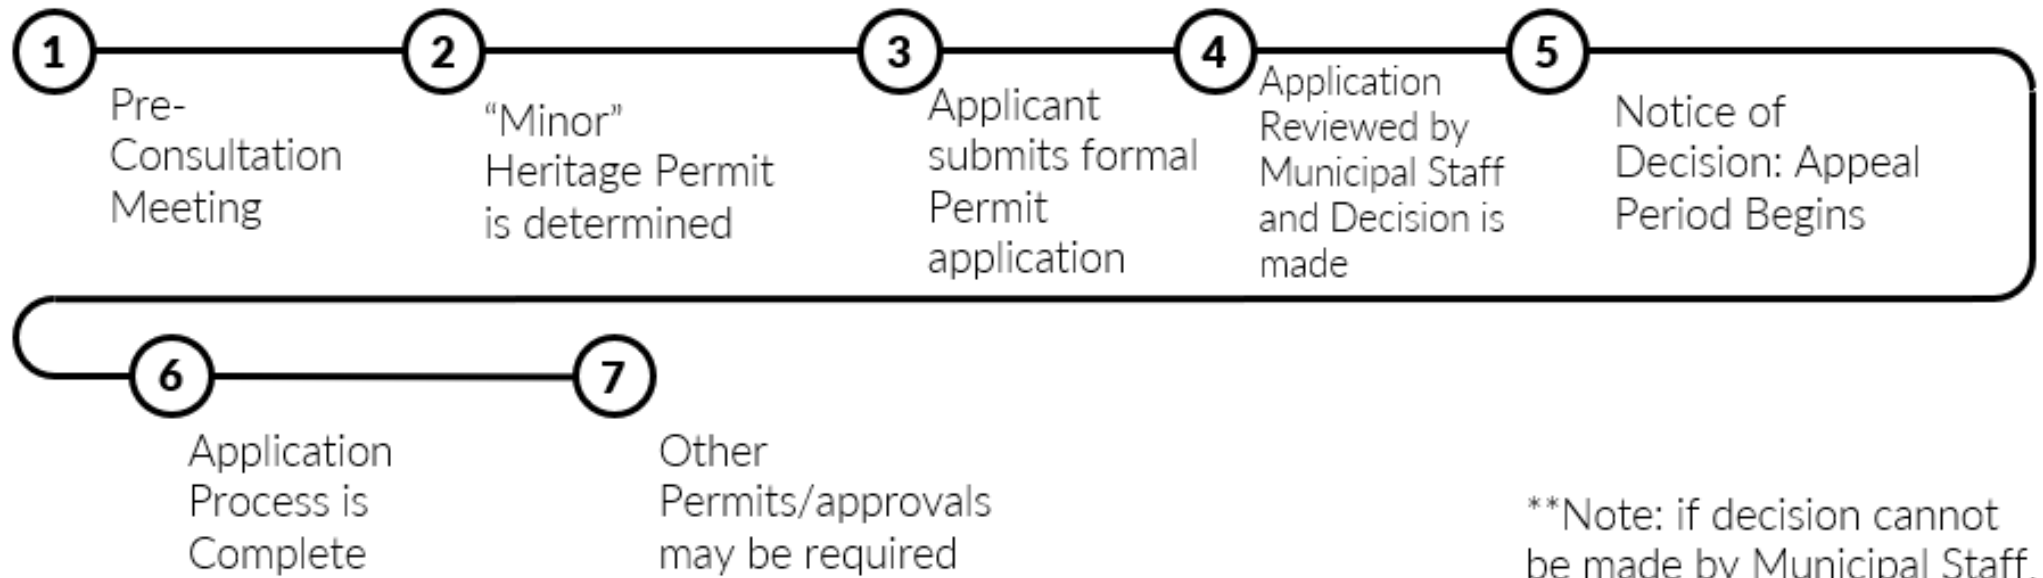 1
2
3
4
5
Pre-
Consultation
Meeting
“Minor”
Heritage Permit
is determined
Applicant
submits formal
Permit
application
Application
Reviewed by
Municipal Staff
and Decision is
made
Notice of
Decision: Appeal
Period Begins
6
7
Application
Process is
Complete
Other
Permits/approvals
may be required
**Note: if decision cannot
be made by Municipal Staff